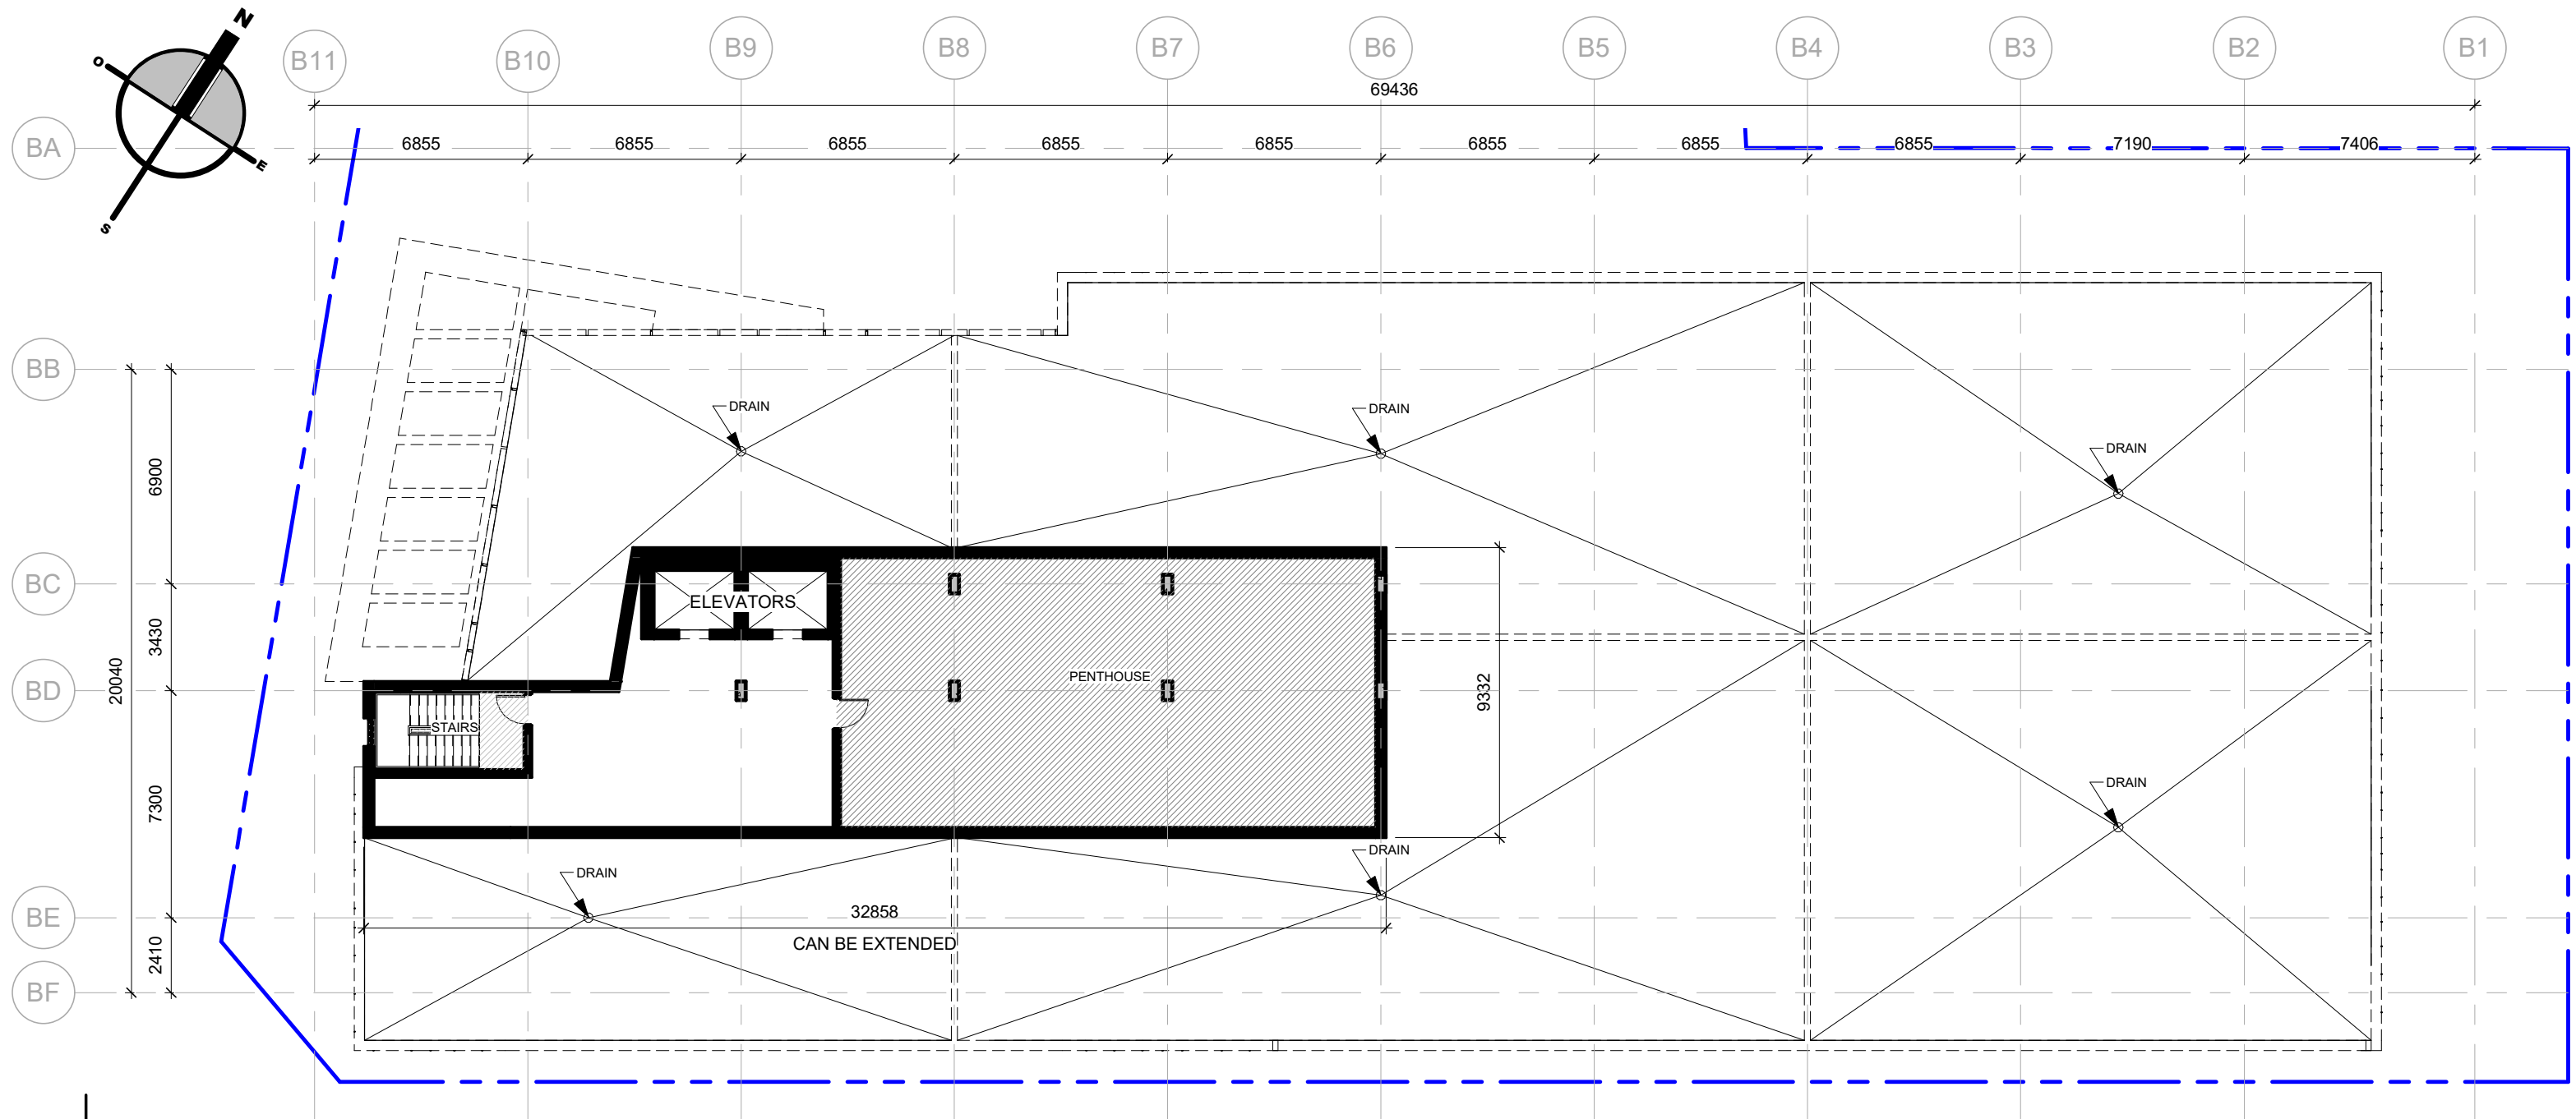 N
O
E
S
B11
B10
B9
B8
B7
B6
B5
B4
B3
B2
B1
69436
BA
6855
6855
6855
6855
6855
6855
6855
6855
7190
7406
BB
DRAIN
DRAIN
DRAIN
6900
BC
ELEVATORS
3430
20040
BD
PENTHOUSE
9332
STAIRS
7300
DRAIN
DRAIN
DRAIN
BE
32858
CAN BE EXTENDED
2410
BF